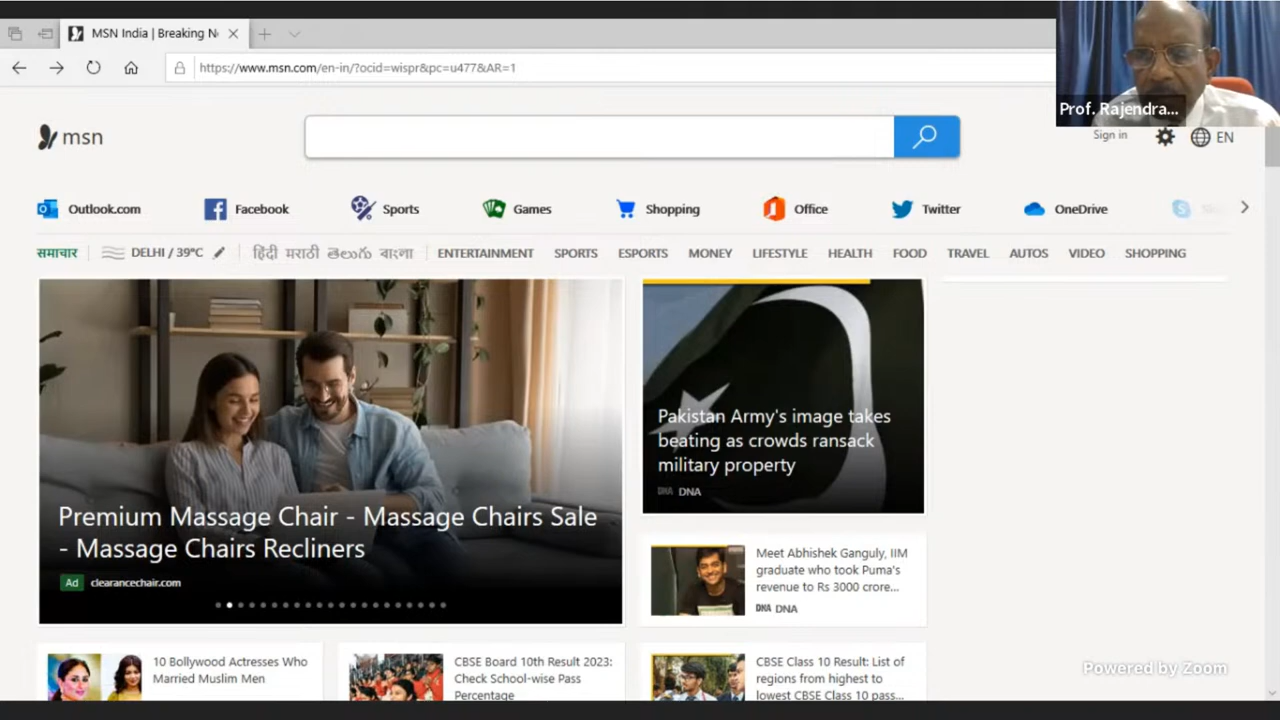 MSN India | Breaking N
https://www.msn.com/en-in/?ocid=wispr&pc=u477&AR=1
Prof. Rajendra...
msn
Sign in
EN
Outlook.com
Facebook
Sports
Games
Shopping
Office
Twitter
OneDrive
समाचार
DELHI / 39°C
हिंदी मराठी తెలుగు বাংলা
ENTERTAINMENT
SPORTS
ESPORTS
MONEY
LIFESTYLE
HEALTH
FOOD
TRAVEL
AUTOS
VIDEO
SHOPPING
Premium Massage Chair - Massage Chairs Sale
- Massage Chairs Recliners
Ad clearancechair.com
Pakistan Army's image takes
beating as crowds ransack
military property
DNA DNA
Meet Abhishek Ganguly, IIM
graduate who took Puma's
revenue to Rs 3000 crore...
DNA DNA
10 Bollywood Actresses Who
Married Muslim Men
CBSE Board 10th Result 2023:
Check School-wise Pass
Percentage
CBSE Class 10 Result: List of
regions from highest to
lowest CBSE Class 10 pass...
Powered by Zoom